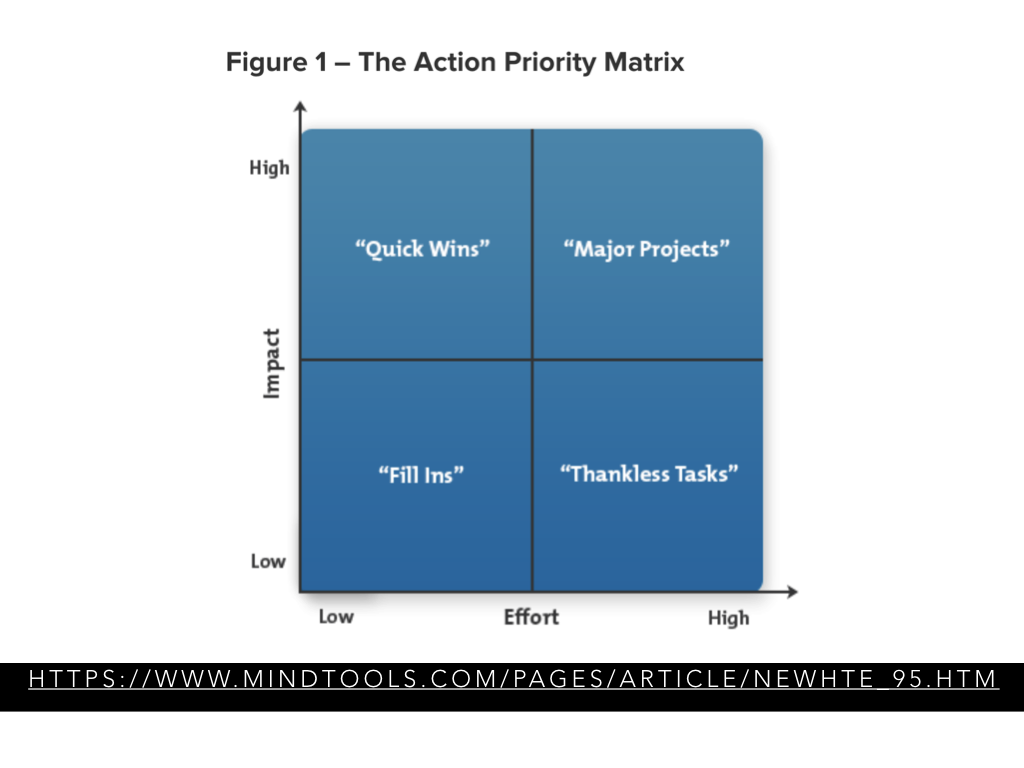 Figure 1 – The Action Priority Matrix
High
“Quick Wins” “Major Projects”
Impact
“Fill Ins” “Thankless Tasks”
Low
Low Effort High
HTTPS://WWW.MINDTOOLS.COM/PAGES/ARTICLE/NEWHTE_95.HTM